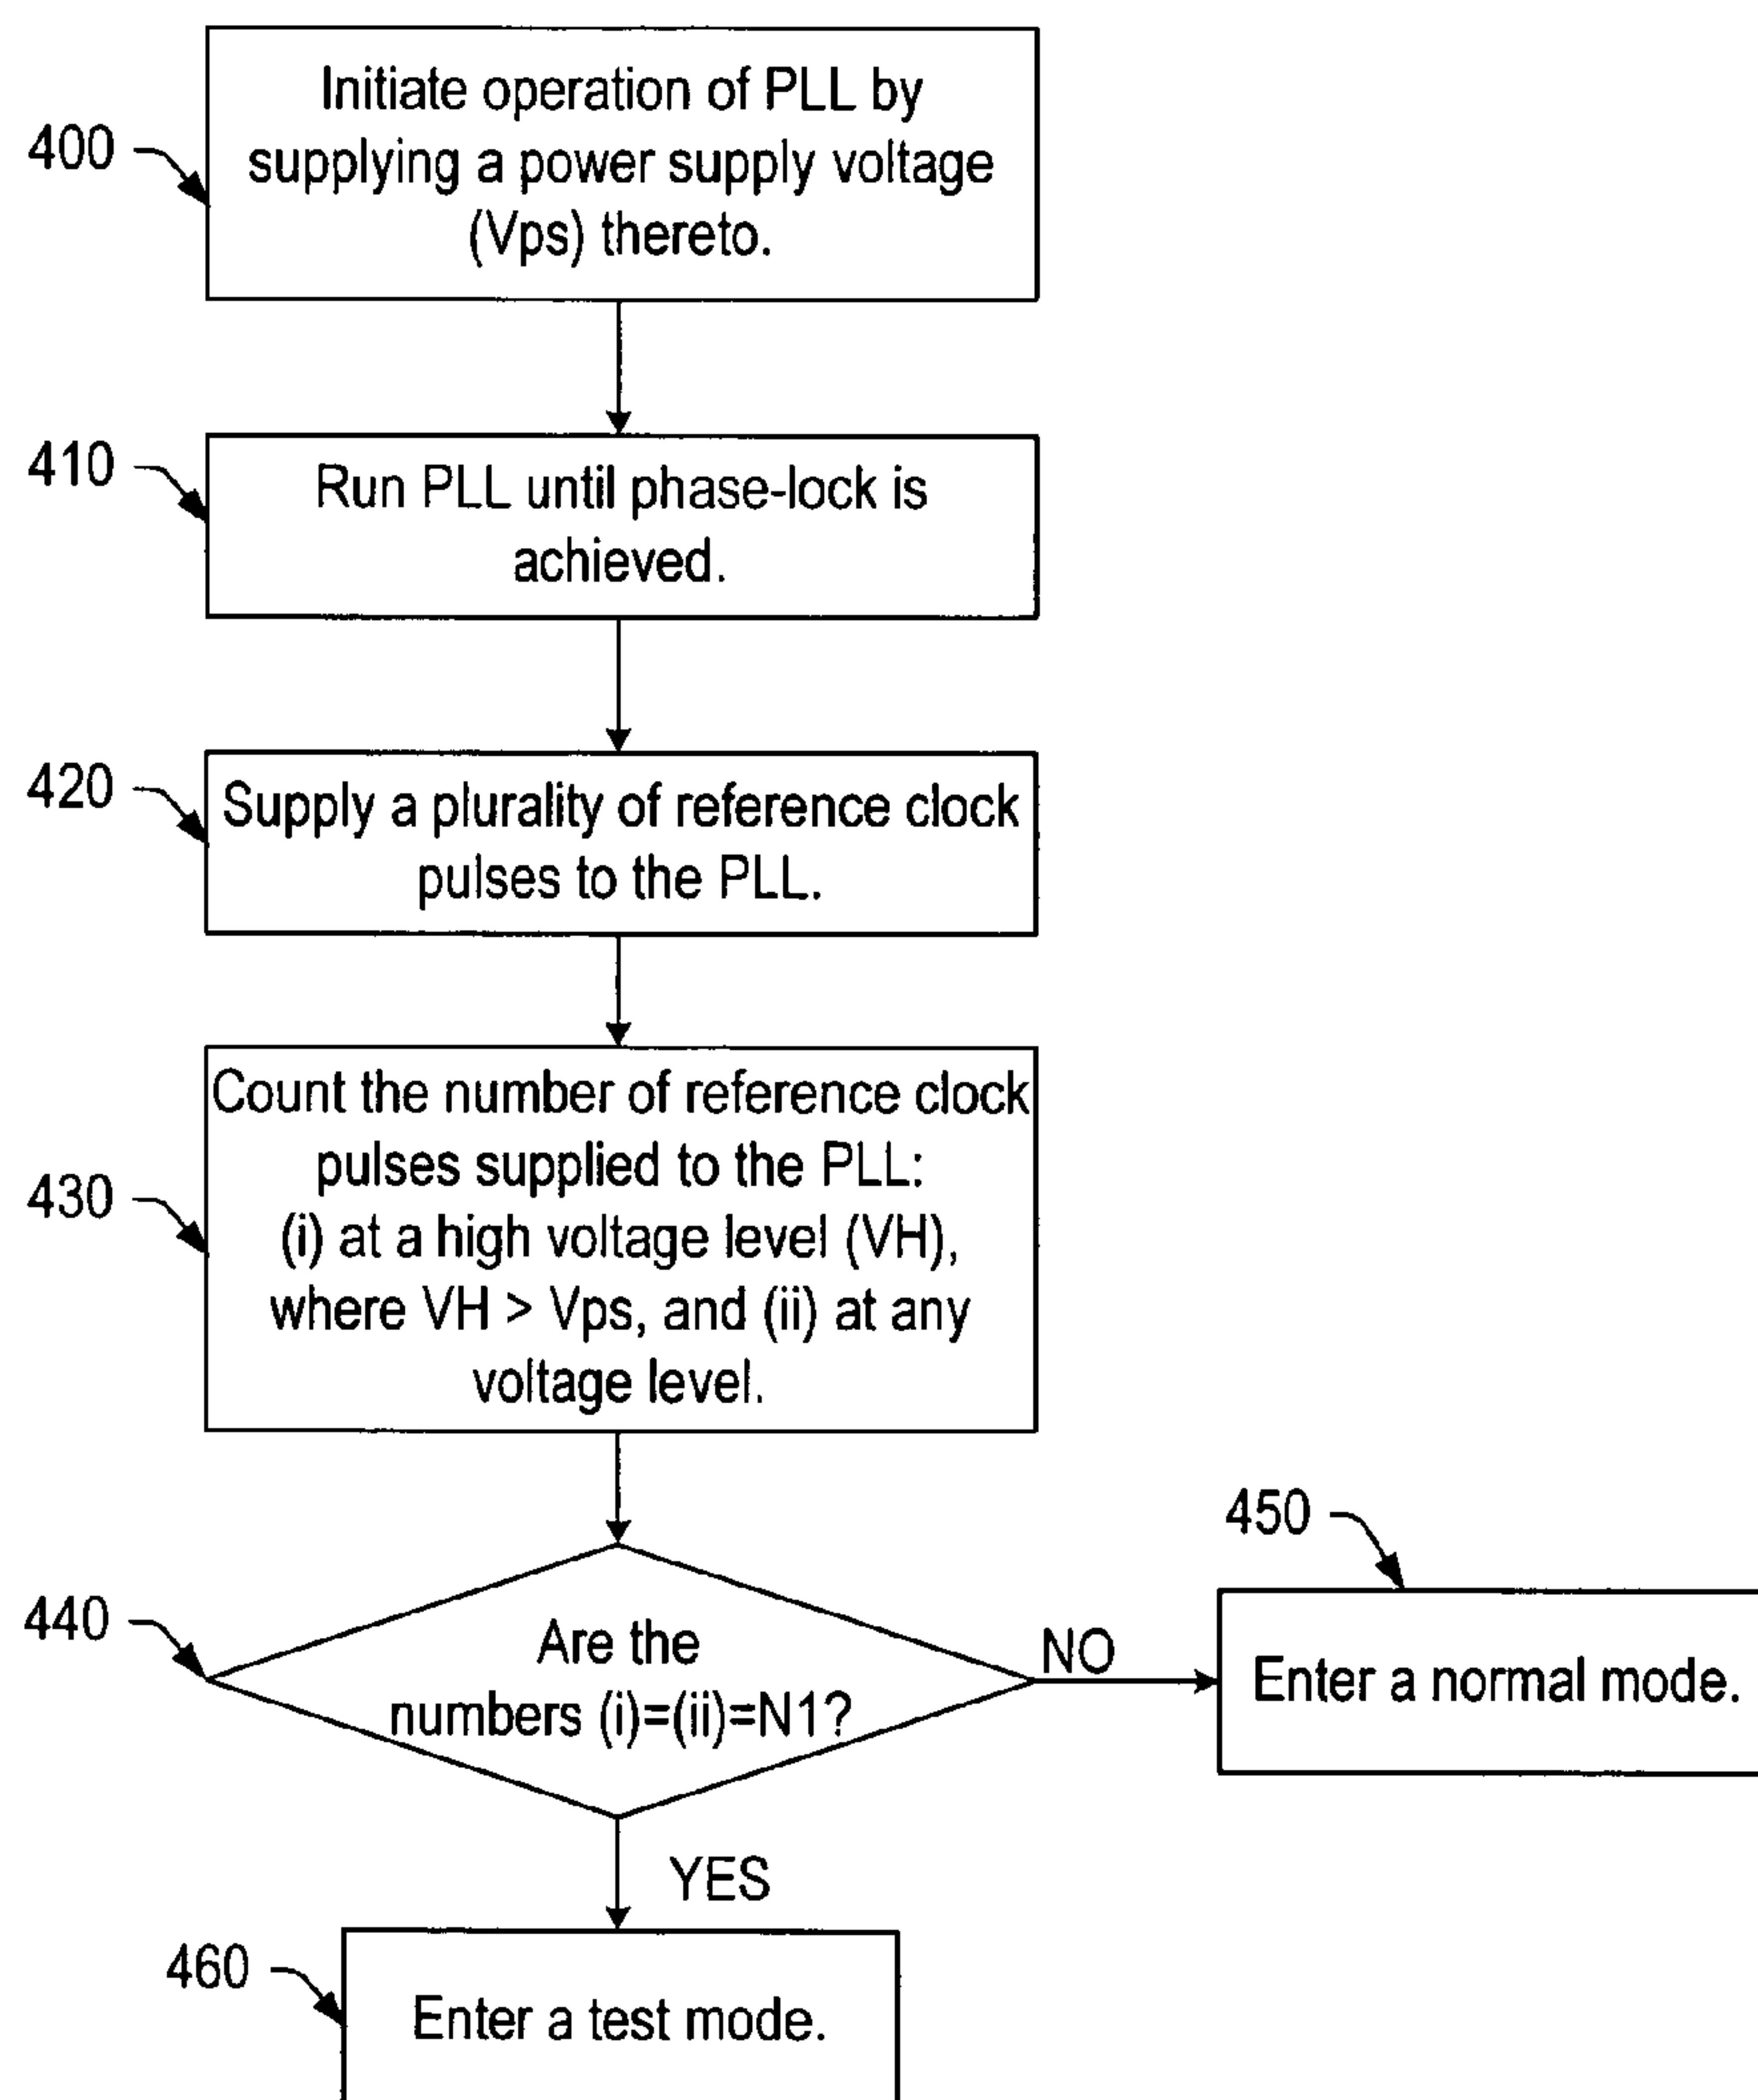 Initiate operation of PLL by
supplying a power supply voltage
(Vps) thereto.
400
Run PLL until phase-lock is
achieved.
410
Supply a plurality of reference clock
pulses to the PLL.
420
Count the number of reference clock
pulses supplied to the PLL:
(i) at a high voltage level (VH),
where VH > Vps, and (ii) at any
voltage level.
430
Are the
numbers (i)=(ii)=N1?
440
NO
450
Enter a normal mode.
YES
460
Enter a test mode.